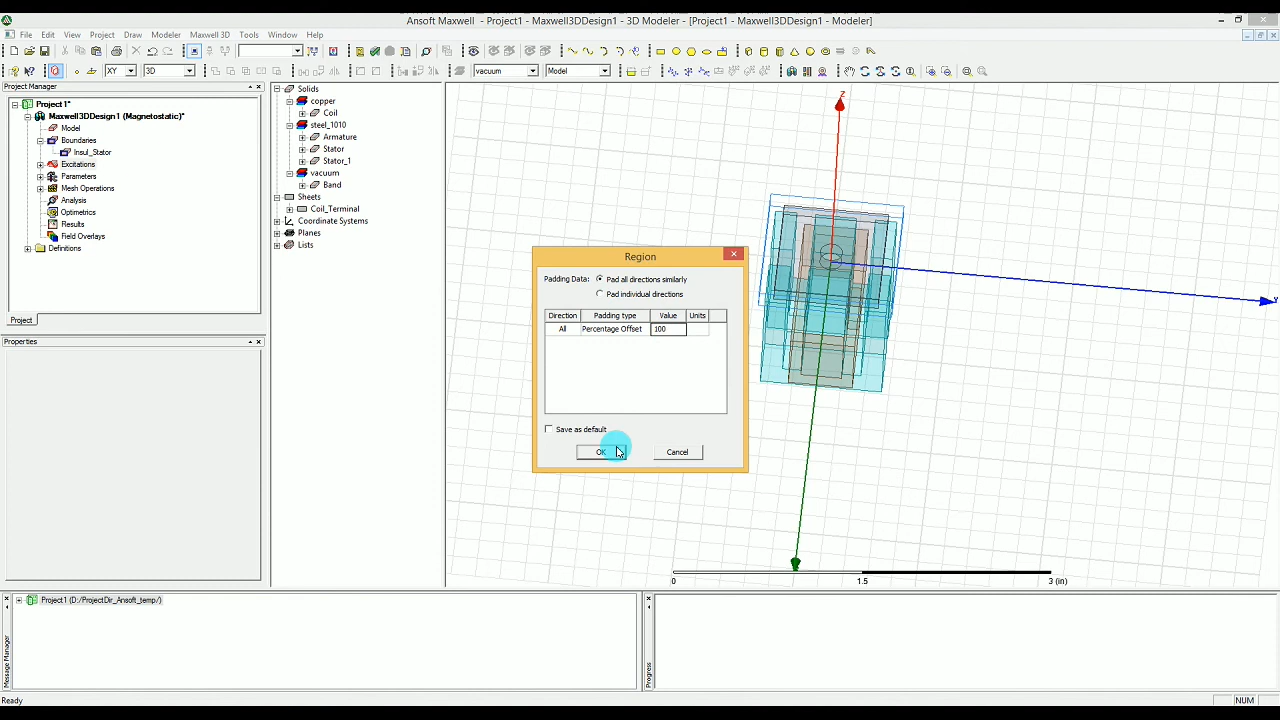 Ansoft Maxwell - Project1 - Maxwell3DDesign1 - 3D Modeler - [Project1 - Maxwell3DDesign1 - Modeler]
File Edit View Project Draw Modeler Maxwell 3D Tools Window Help
XY 3D vacuum Model
Project Manager
Project1*
Maxwell3DDesign1 (Magnetostatic)*
Model
Boundaries
Insul_Stator
Excitations
Parameters
Mesh Operations
Analysis
Optimetrics
Results
Field Overlays
Definitions
Project
Properties
Solids
copper
Coil
steel_1010
Armature
Stator
Stator_1
vacuum
Band
Sheets
Coil_Terminal
Coordinate Systems
Planes
Lists
Z
Y
Region
Padding Data: Pad all directions similarly
Pad individual directions
Direction Padding type Value Units
All Percentage Offset 100
Save as default
OK Cancel
0 1.5 3 (in)
Message Manager
Project1 (D:/ProjectDir_Ansoft_temp/)
Progress
Ready NUM